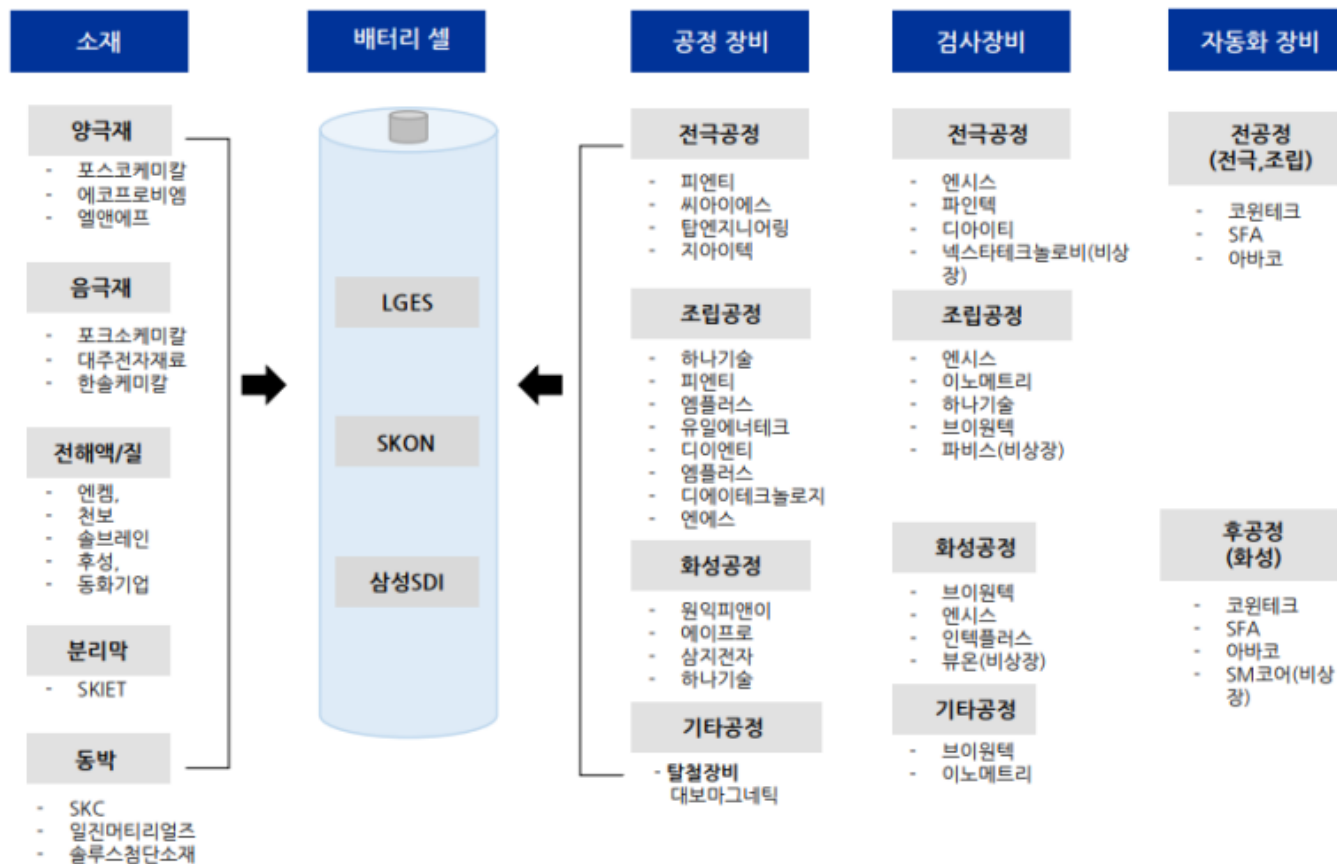 소재
양극재
- 포스코케미칼
- 에코프로비엠
- 엘앤에프
음극재
- 포크소케미칼
- 대주전자재료
- 한솔케미칼
전해액/질
- 엔켐,
- 천보
- 솔브레인
- 후성,
- 동화기업
분리막
- SKIET
동박
- SKC
- 일진머티리얼즈
- 솔루스첨단소재
배터리 셀
LGES
SKON
삼성SDI
공정 장비
전극공정
- 피엔티
- 씨아이에스
- 탑엔지니어링
- 지아이텍
조립공정
- 하나기술
- 피엔티
- 엠플러스
- 유일에너테크
- 디이엔티
- 엠플러스
- 디에이테크놀로지
- 엔에스
화성공정
- 원익피앤이
- 에이프로
- 삼지전자
- 하나기술
기타공정
- 탈철장비
대보마그네틱
검사장비
전극공정
- 엔시스
- 파인텍
- 디아이티
- 넥스타테크놀로비(비상
장)
조립공정
- 엔시스
- 이노메트리
- 하나기술
- 브이원텍
- 파비스(비상장)
화성공정
- 브이원텍
- 엔시스
- 인텍플러스
- 뷰온(비상장)
기타공정
- 브이원텍
- 이노메트리
자동화 장비
전공정
(전극,조립)
- 코윈테크
- SFA
- 아바코
후공정
(화성)
- 코윈테크
- SFA
- 아바코
- SM코어(비상
장)